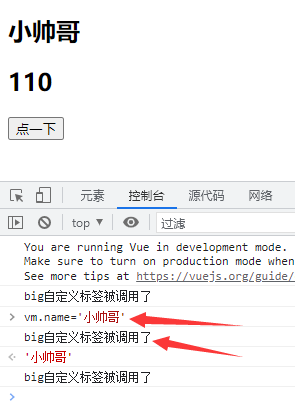 小帅哥
110
点一下
元素 控制台 源代码 网络
top 过滤
You are running Vue in development mode.
Make sure to turn on production mode when
See more tips at https://vuejs.org/guide/
big自定义标签被调用了
vm.name='小帅哥'
big自定义标签被调用了
'小帅哥'
big自定义标签被调用了